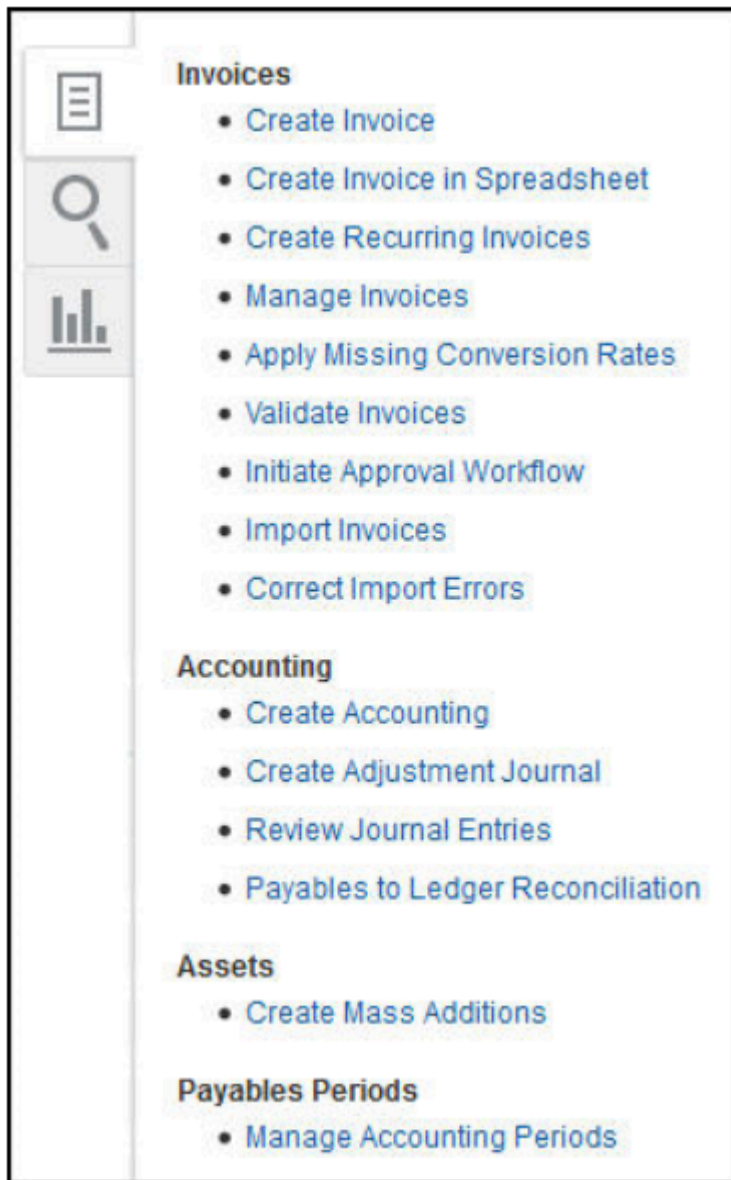 Invoices
• Create Invoice
• Create Invoice in Spreadsheet
• Create Recurring Invoices
• Manage Invoices
• Apply Missing Conversion Rates
• Validate Invoices
• Initiate Approval Workflow
• Import Invoices
• Correct Import Errors
Accounting
• Create Accounting
• Create Adjustment Journal
• Review Journal Entries
• Payables to Ledger Reconciliation
Assets
• Create Mass Additions
Payables Periods
• Manage Accounting Periods